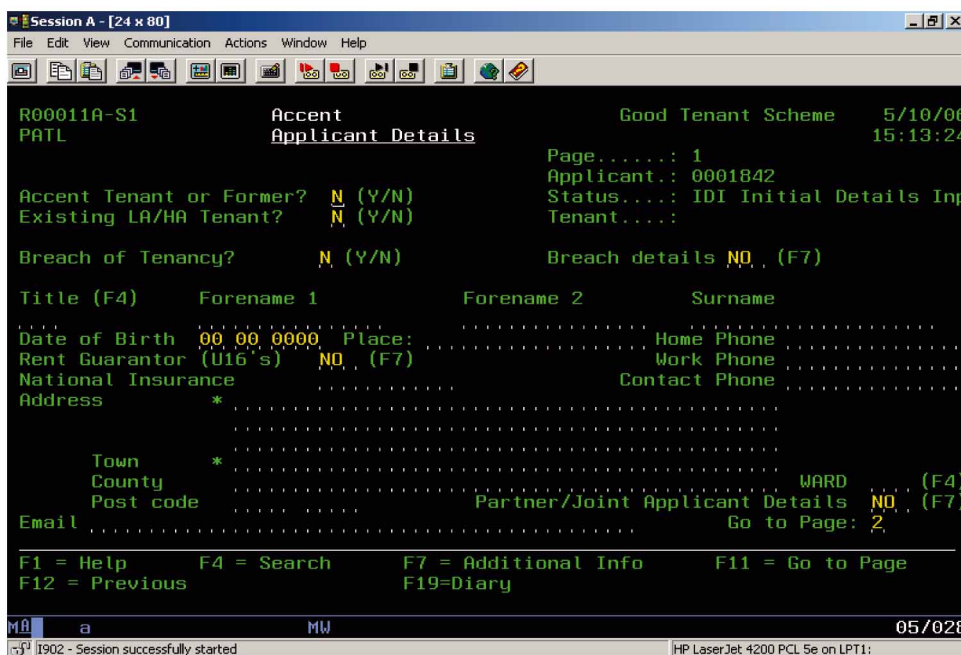 Session A - [24 x 80]
File Edit View Communication Actions Window Help
R00011A-S1 Accent Good Tenant Scheme 5/10/06
PATL Applicant Details 15:13:24
Page......: 1
Applicant.: 0001842
Accent Tenant or Former? N (Y/N) Status....: IDI Initial Details Inp
Existing LA/HA Tenant? N (Y/N) Tenant....:
Breach of Tenancy? N (Y/N) Breach details NO (F7)
Title (F4) Forename 1 Forename 2 Surname
Date of Birth 00 00 0000 Place: Home Phone
Rent Guarantor (U16's) NO (F7) Work Phone
National Insurance Contact Phone
Address *
Town *
County WARD (F4)
Post code Partner/Joint Applicant Details NO (F7)
Email Go to Page: 2
F1 = Help F4 = Search F7 = Additional Info F11 = Go to Page
F12 = Previous F19=Diary
MA a MW 05/028
I902 - Session successfully started HP LaserJet 4200 PCL 5e on LPT1: